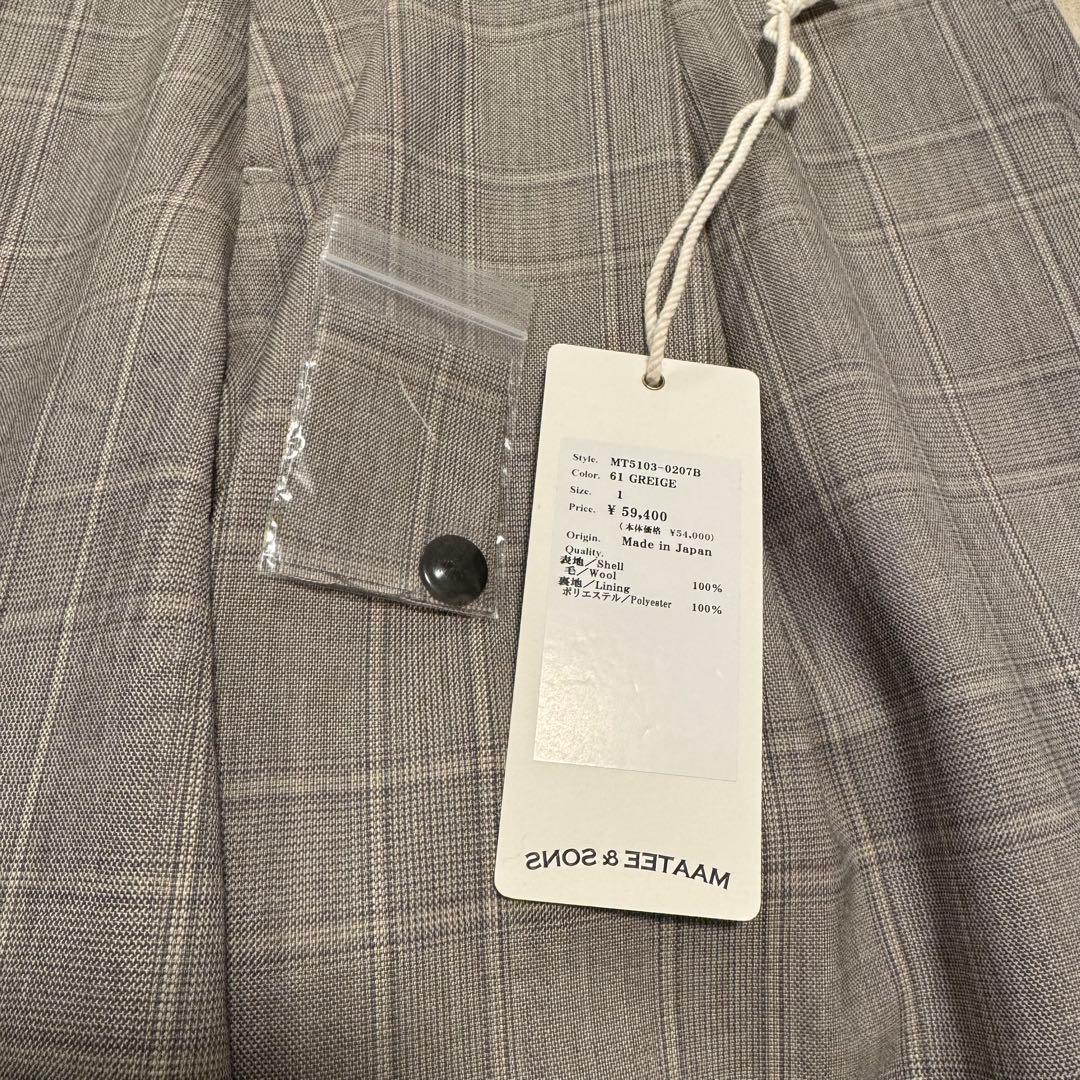 Style. MT5103-0207B
Color. 61 GREIGE
Size. 1
Price. ¥ 59,400
(本体価格 ¥54,000)
Origin. Made in Japan
Quality.
表地/Shell
毛/Wool 100%
裏地/Lining
ポリエステル/Polyester 100%
MAATEE & SONS